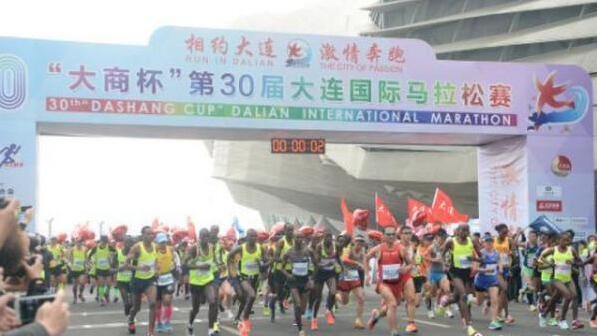 相约大连 激情奔跑
RUN IN DALIAN THE CITY OF PASSION
“大商杯”第30届大连国际马拉松赛
30th "DASHANG CUP" DALIAN INTERNATIONAL MARATHON
00:00:02
激情